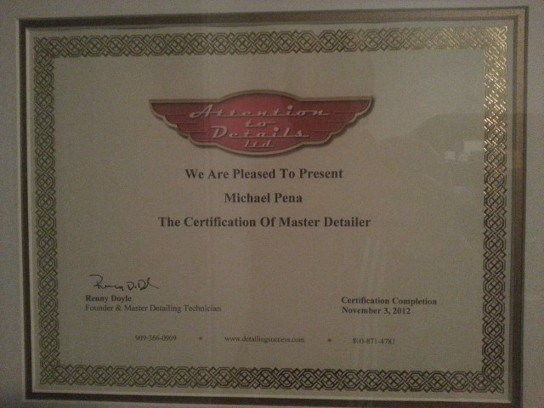 Attention
to
Details
ltd
We Are Pleased To Present
Michael Pena
The Certification Of Master Detailer
Renny Doyle
Founder & Master Detailing Technician
Certification Completion
November 3, 2012
www.detailingsuccess.com